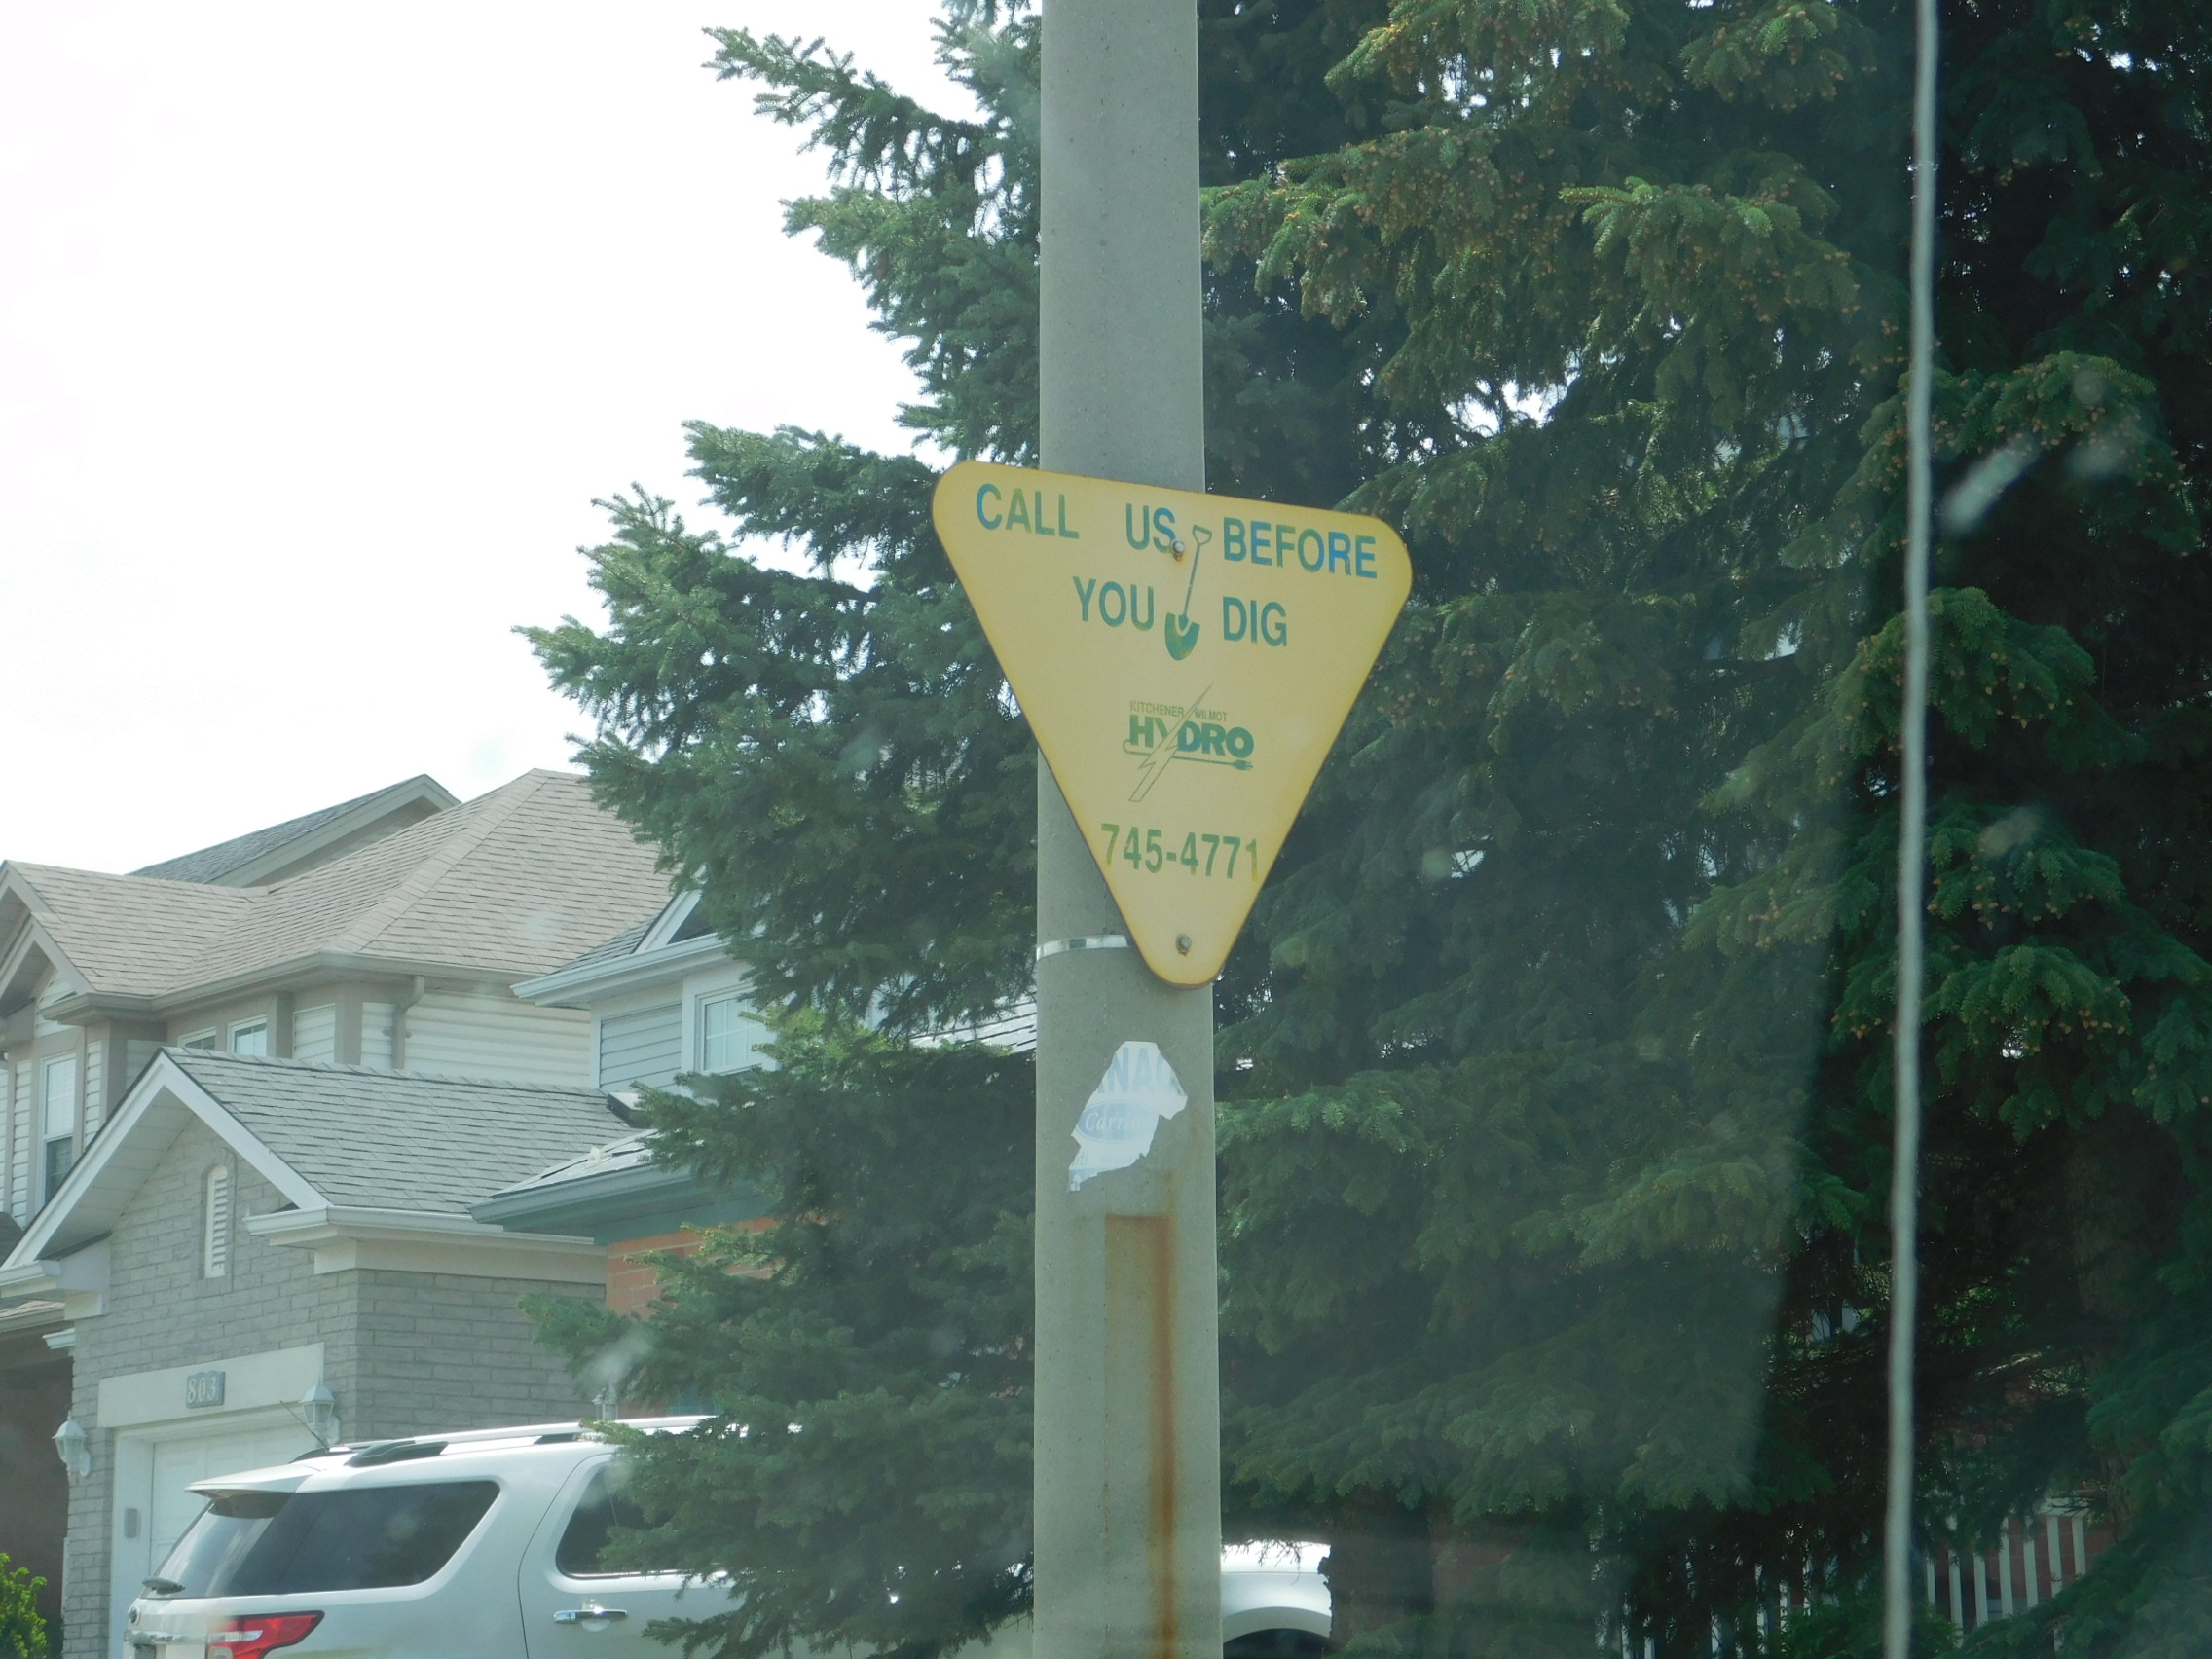 CALL US BEFORE
YOU DIG
KITCHENER WILMOT
HYDRO
745-4771
803